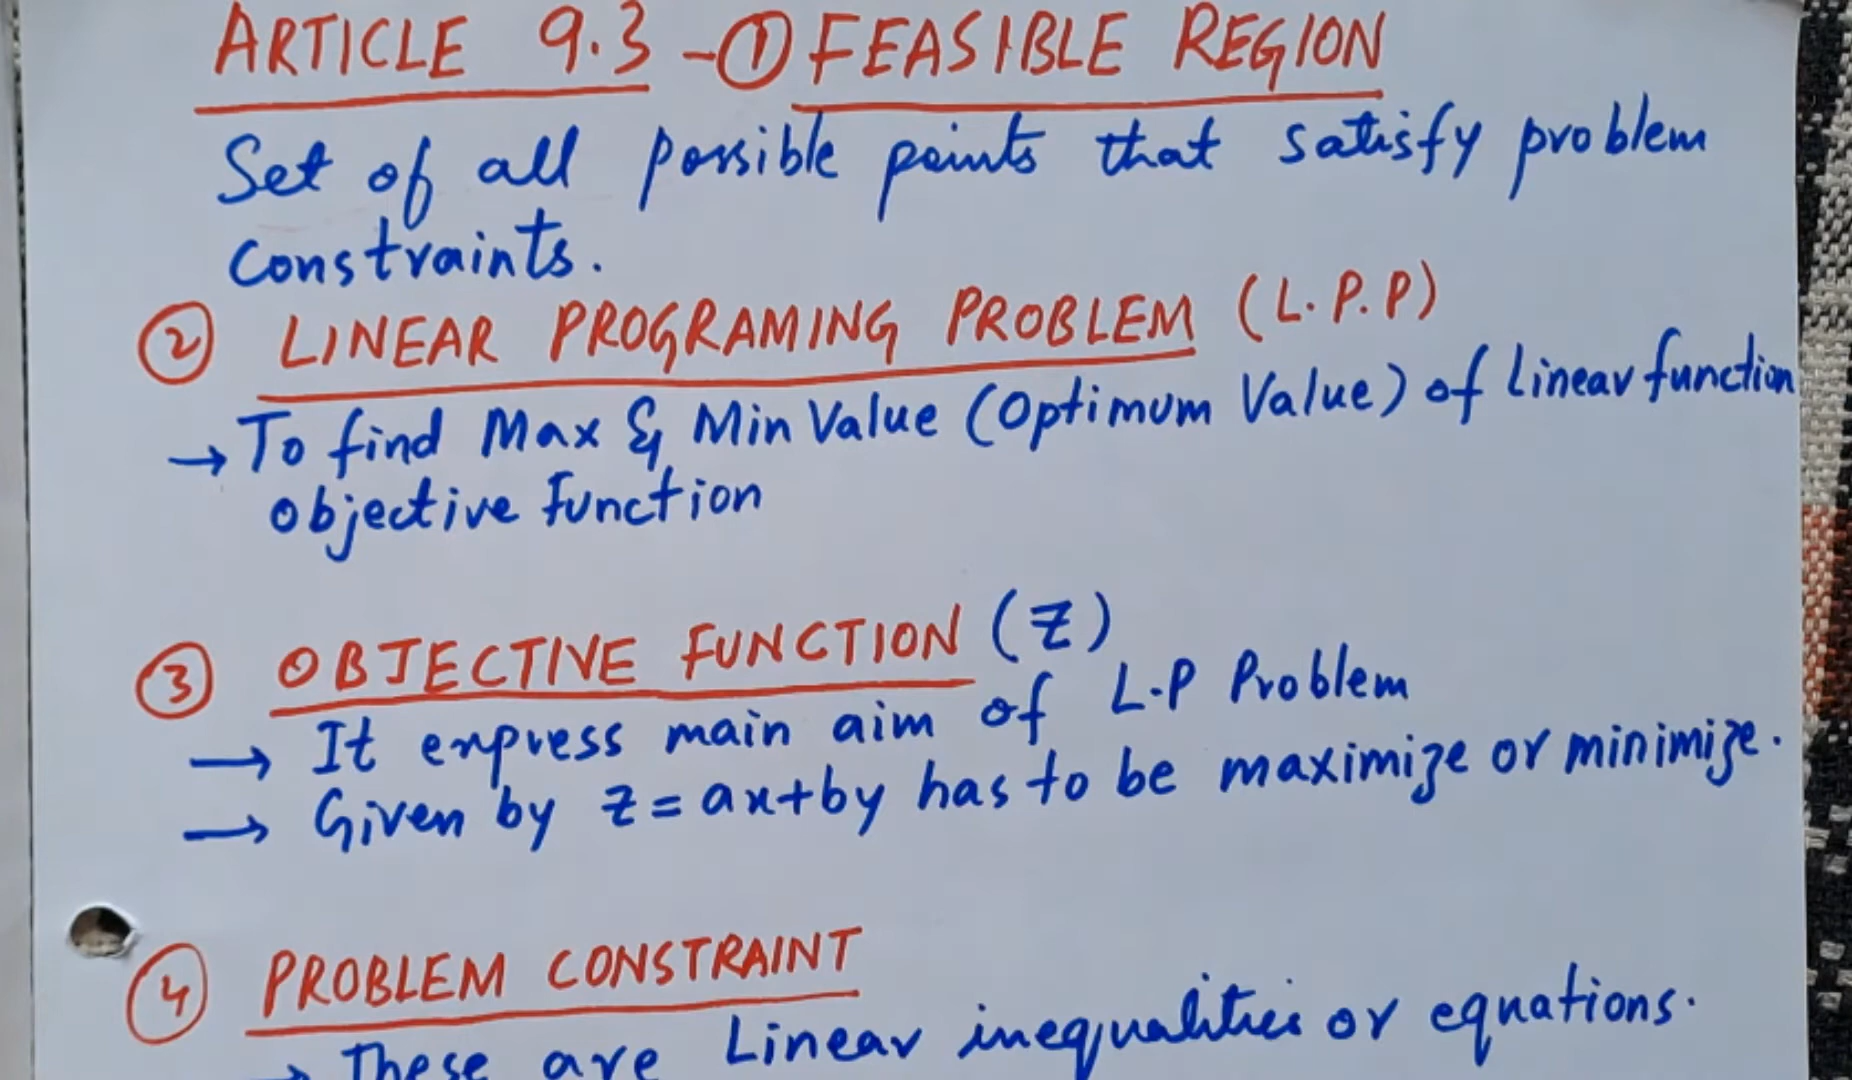 ARTICLE 9.3 - ① FEASIBLE REGION
Set of all possible points that satisfy problem
constraints.
② LINEAR PROGRAMING PROBLEM (L.P.P)
→ To find Max & Min Value (Optimum Value) of Linear function
objective function
③ OBJECTIVE FUNCTION (Z)
→ It express main aim of L.P Problem
→ Given by Z = ax+by has to be maximize or minimize.
④ PROBLEM CONSTRAINT
→ These are Linear inequalities or equations.